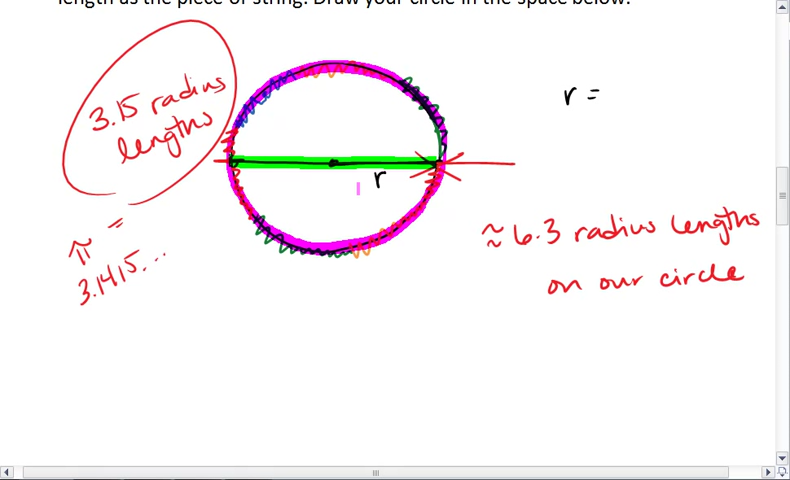 length as the piece of string. Draw your circle in the space below.
3.15 radius
lengths
r =
r
≈ 6.3 radius lengths
on our circle
π =
3.1415...